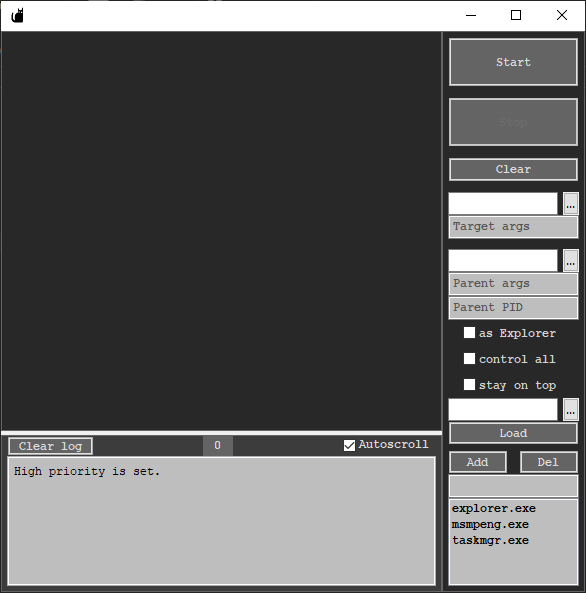 Start
Stop
Clear
...
Target args
...
Parent args
Parent PID
as Explorer
control all
stay on top
...
Load
Add Del
explorer.exe
msmpeng.exe
taskmgr.exe
Clear log 0 Autoscroll
High priority is set.